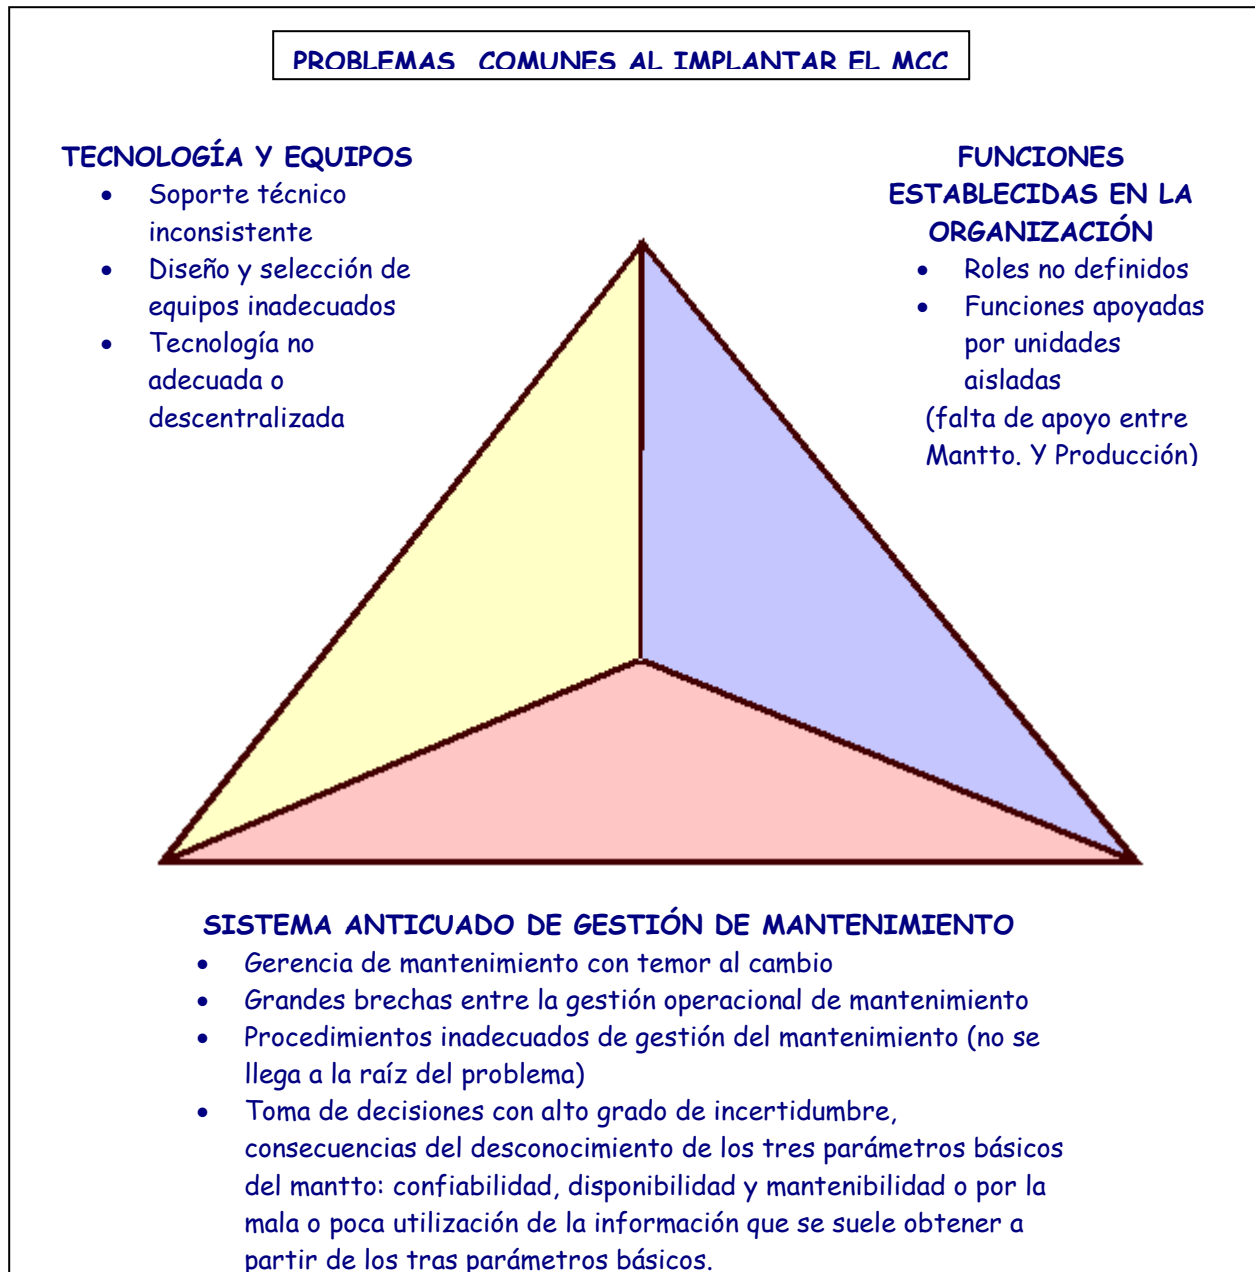 PROBLEMAS COMUNES AL IMPLANTAR EL MCC
TECNOLOGÍA Y EQUIPOS
• Soporte técnico
inconsistente
• Diseño y selección de
equipos inadecuados
• Tecnología no
adecuada o
descentralizada
FUNCIONES
ESTABLECIDAS EN LA
ORGANIZACIÓN
• Roles no definidos
• Funciones apoyadas
por unidades
aisladas
(falta de apoyo entre
Mantto. Y Producción)
SISTEMA ANTICUADO DE GESTIÓN DE MANTENIMIENTO
• Gerencia de mantenimiento con temor al cambio
• Grandes brechas entre la gestión operacional de mantenimiento
• Procedimientos inadecuados de gestión del mantenimiento (no se
llega a la raíz del problema)
• Toma de decisiones con alto grado de incertidumbre,
consecuencias del desconocimiento de los tres parámetros básicos
del mantto: confiabilidad, disponibilidad y mantenibilidad o por la
mala o poca utilización de la información que se suele obtener a
partir de los tras parámetros básicos.